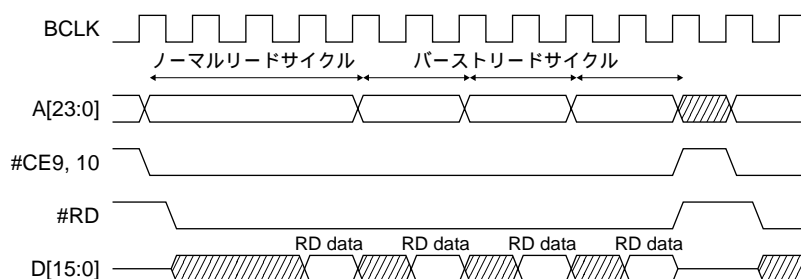 BCLK
ノーマルリードサイクル バーストリードサイクル
A[23:0]
#CE9, 10
#RD
RD data RD data RD data RD data
D[15:0]